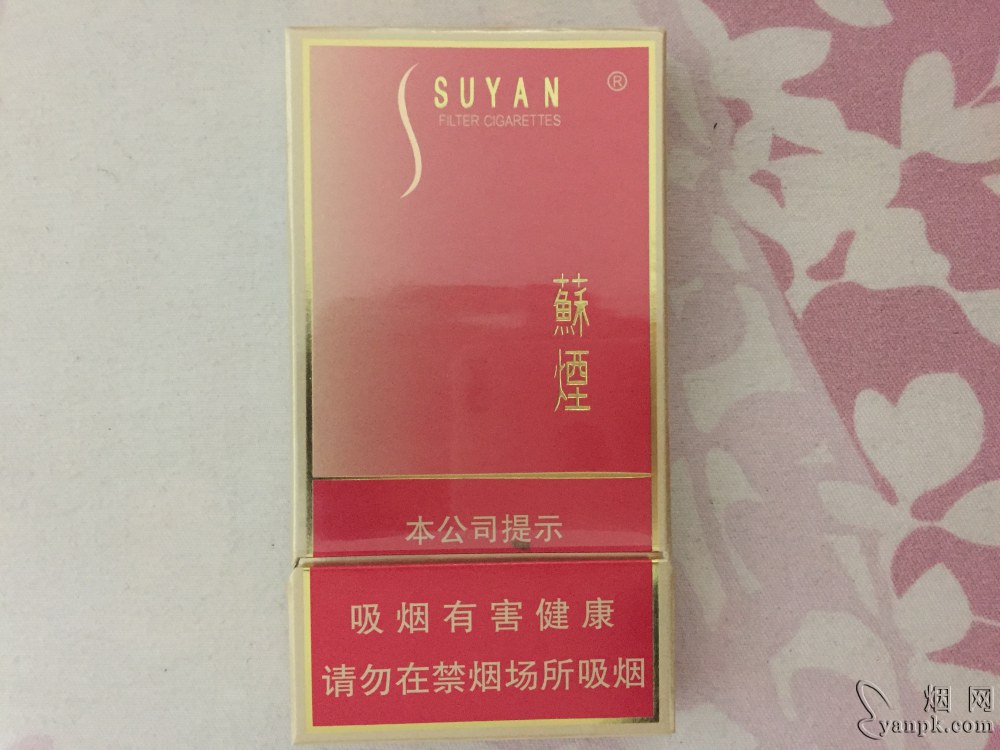 SUYAN ®
FILTER CIGARETTES
蘇煙
本公司提示
吸烟有害健康
请勿在禁烟场所吸烟
烟网
yanpk.com